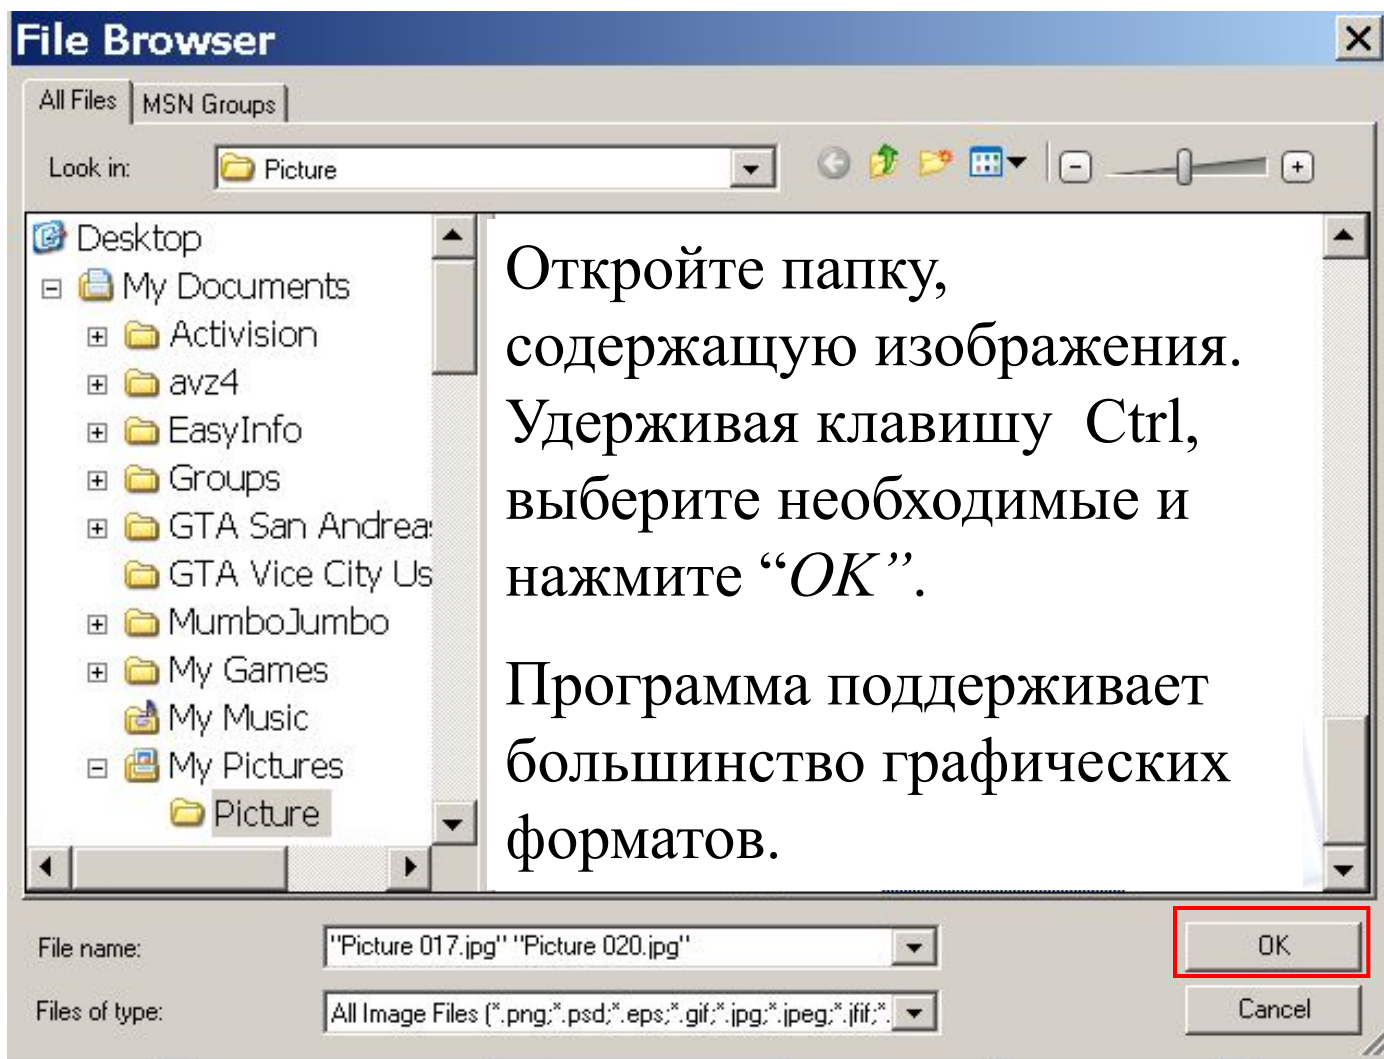 File Browser
All Files
MSN Groups
Look in:
Picture
Desktop
My Documents
Activision
avz4
EasyInfo
Groups
GTA San Andrea
GTA Vice City Us
MumboJumbo
My Games
My Music
My Pictures
Picture
Откройте папку,
содержащую изображения.
Удерживая клавишу Ctrl,
выберите необходимые и
нажмите “OK”.
Программа поддерживает
большинство графических
форматов.
File name:
"Picture 017.jpg" "Picture 020.jpg"
OK
Files of type:
All Image Files (*.png;*.psd;*.eps;*.gif;*.jpg;*.jpeg;*.jfif;*.
Cancel